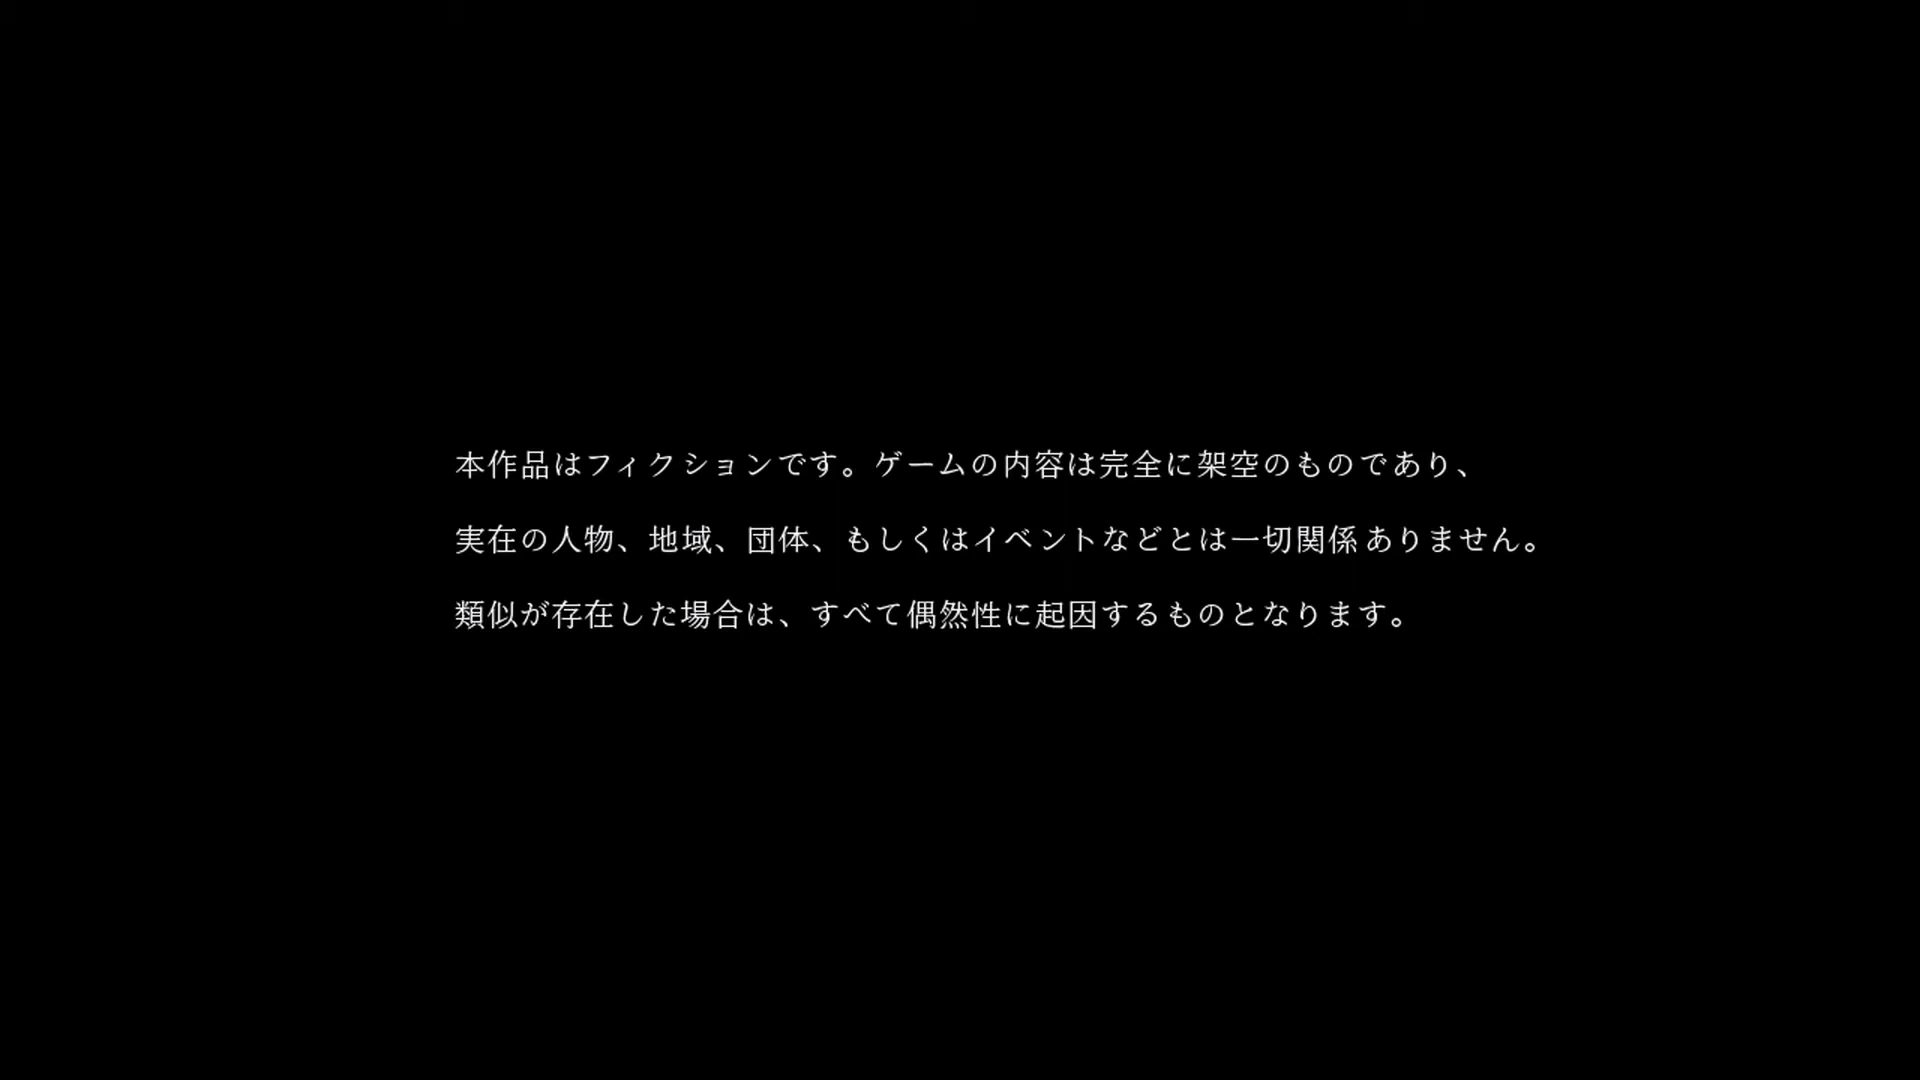 本作品はフィクションです。ゲームの内容は完全に架空のものであり、
実在の人物、地域、団体、もしくはイベントなどとは一切関係ありません。
類似が存在した場合は、すべて偶然性に起因するものとなります。